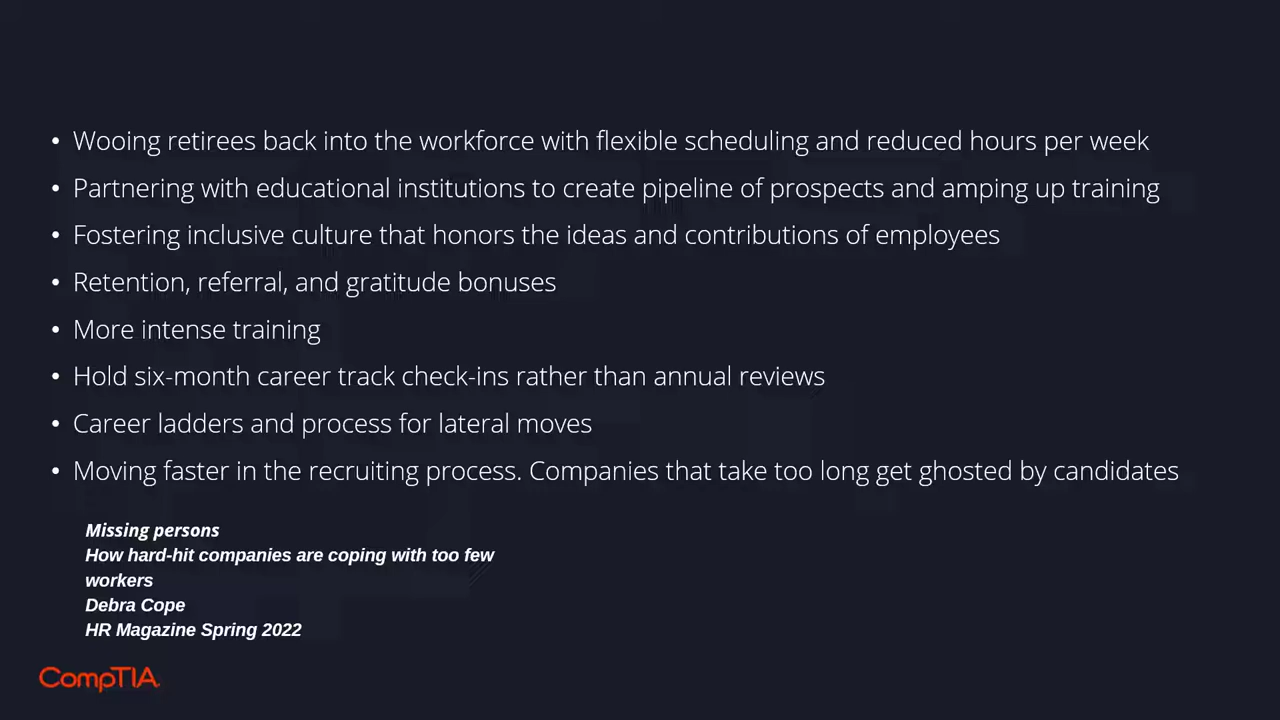 • Wooing retirees back into the workforce with flexible scheduling and reduced hours per week
• Partnering with educational institutions to create pipeline of prospects and amping up training
• Fostering inclusive culture that honors the ideas and contributions of employees
• Retention, referral, and gratitude bonuses
• More intense training
• Hold six-month career track check-ins rather than annual reviews
• Career ladders and process for lateral moves
• Moving faster in the recruiting process. Companies that take too long get ghosted by candidates
Missing persons
How hard-hit companies are coping with too few
workers
Debra Cope
HR Magazine Spring 2022
CompTIA.